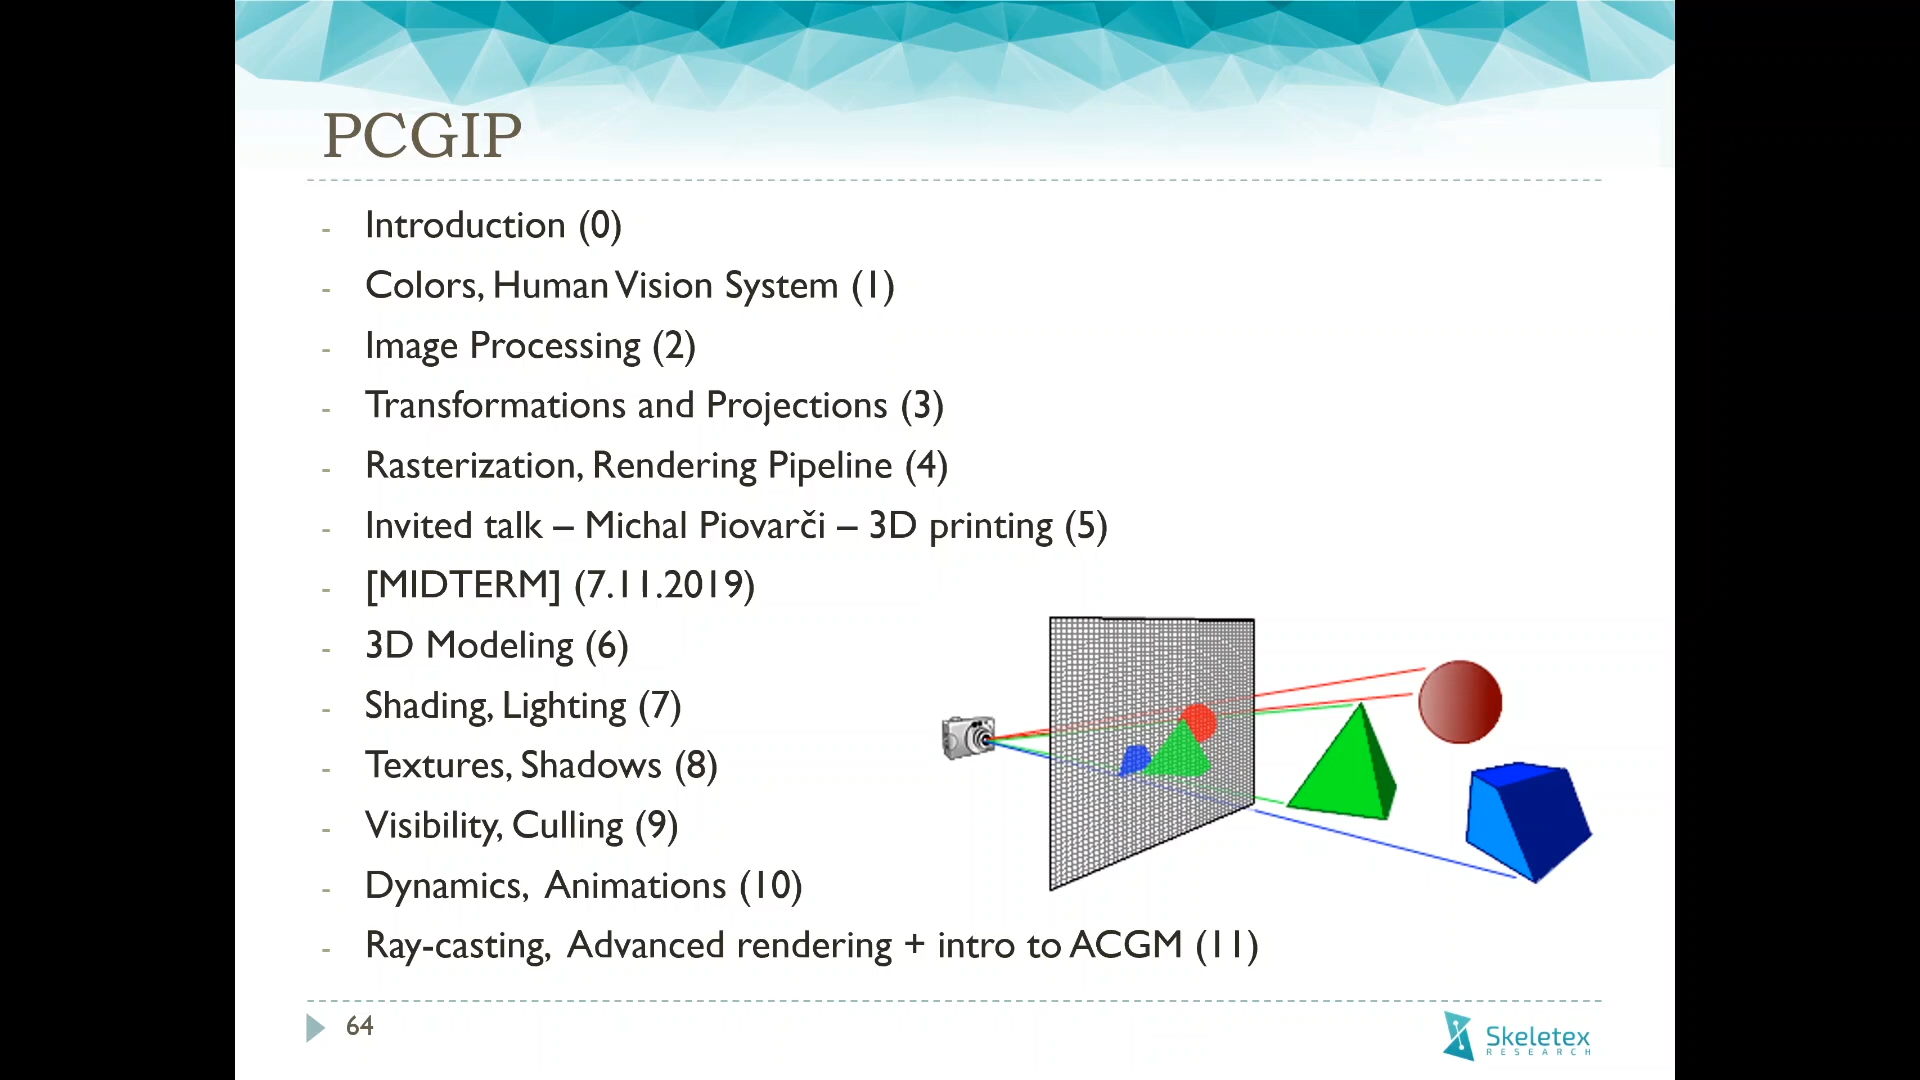 PCGIP
- Introduction (0)
- Colors, Human Vision System (1)
- Image Processing (2)
- Transformations and Projections (3)
- Rasterization, Rendering Pipeline (4)
- Invited talk – Michal Piovarči – 3D printing (5)
- [MIDTERM] (7.11.2019)
- 3D Modeling (6)
- Shading, Lighting (7)
- Textures, Shadows (8)
- Visibility, Culling (9)
- Dynamics, Animations (10)
- Ray-casting, Advanced rendering + intro to ACGM (11)
64
Skeletex
RESEARCH